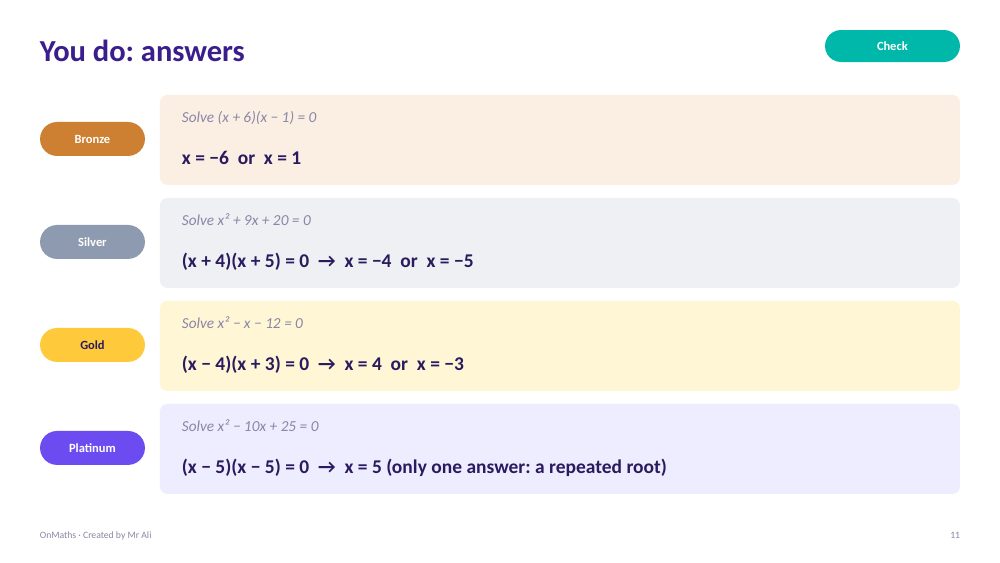 You do: answers
Check
Bronze
Solve (x + 6)(x − 1) = 0
x = −6 or x = 1
Silver
Solve x² + 9x + 20 = 0
(x + 4)(x + 5) = 0 → x = −4 or x = −5
Gold
Solve x² − x − 12 = 0
(x − 4)(x + 3) = 0 → x = 4 or x = −3
Platinum
Solve x² − 10x + 25 = 0
(x − 5)(x − 5) = 0 → x = 5 (only one answer: a repeated root)
OnMaths · Created by Mr Ali
11